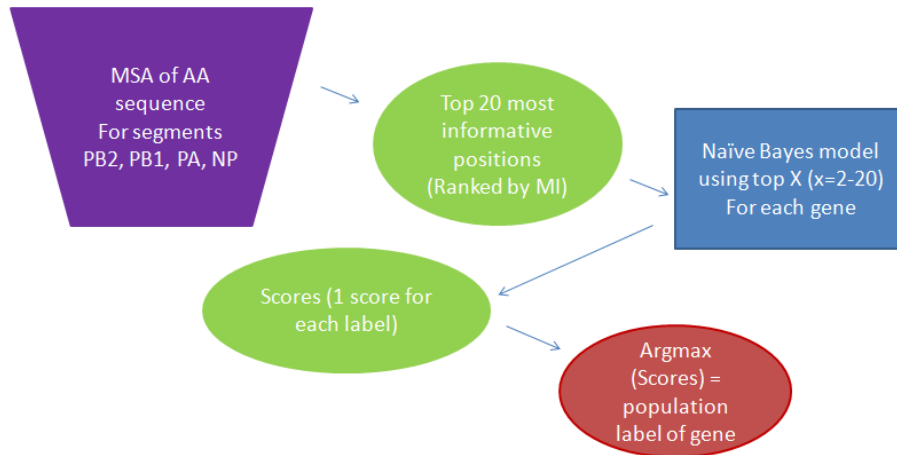 MSA of AA
sequence
For segments
PB2, PB1, PA, NP
Top 20 most
informative
positions
(Ranked by MI)
Naïve Bayes model
using top X (x=2-20)
For each gene
Scores (1 score for
each label)
Argmax
(Scores) =
population
label of gene